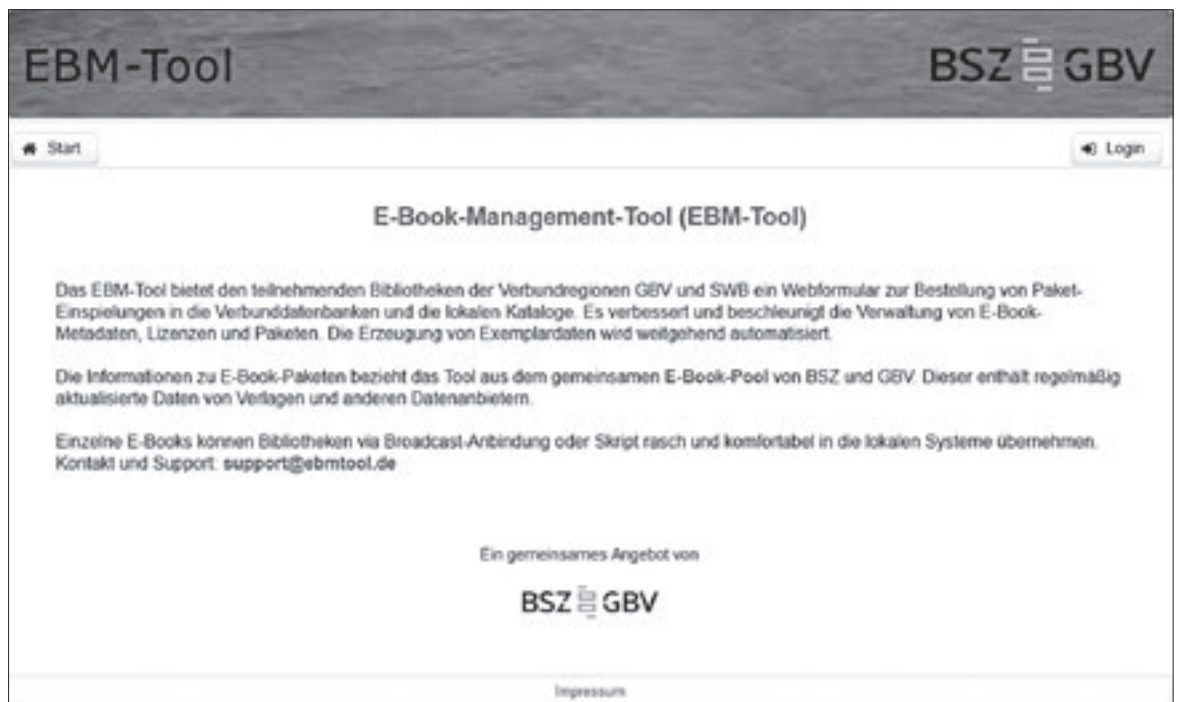 EBM-Tool
BSZ GBV
Start
Login
E-Book-Management-Tool (EBM-Tool)
Das EBM-Tool bietet den teilnehmenden Bibliotheken der Verbundregionen GBV und SWB ein Webformular zur Bestellung von Paket-
Einspielungen in die Verbunddatenbanken und die lokalen Kataloge. Es verbessert und beschleunigt die Verwaltung von E-Book-
Metadaten, Lizenzen und Paketen. Die Erzeugung von Exemplardaten wird weitgehend automatisiert.
Die Informationen zu E-Book-Paketen bezieht das Tool aus dem gemeinsamen E-Book-Pool von BSZ und GBV. Dieser enthält regelmäßig
aktualisierte Daten von Verlagen und anderen Datenanbietern.
Einzelne E-Books können Bibliotheken via Broadcast-Anbindung oder Skript rasch und komfortabel in die lokalen Systeme übernehmen.
Kontakt und Support: support@ebmtool.de
Ein gemeinsames Angebot von
BSZ GBV
Impressum